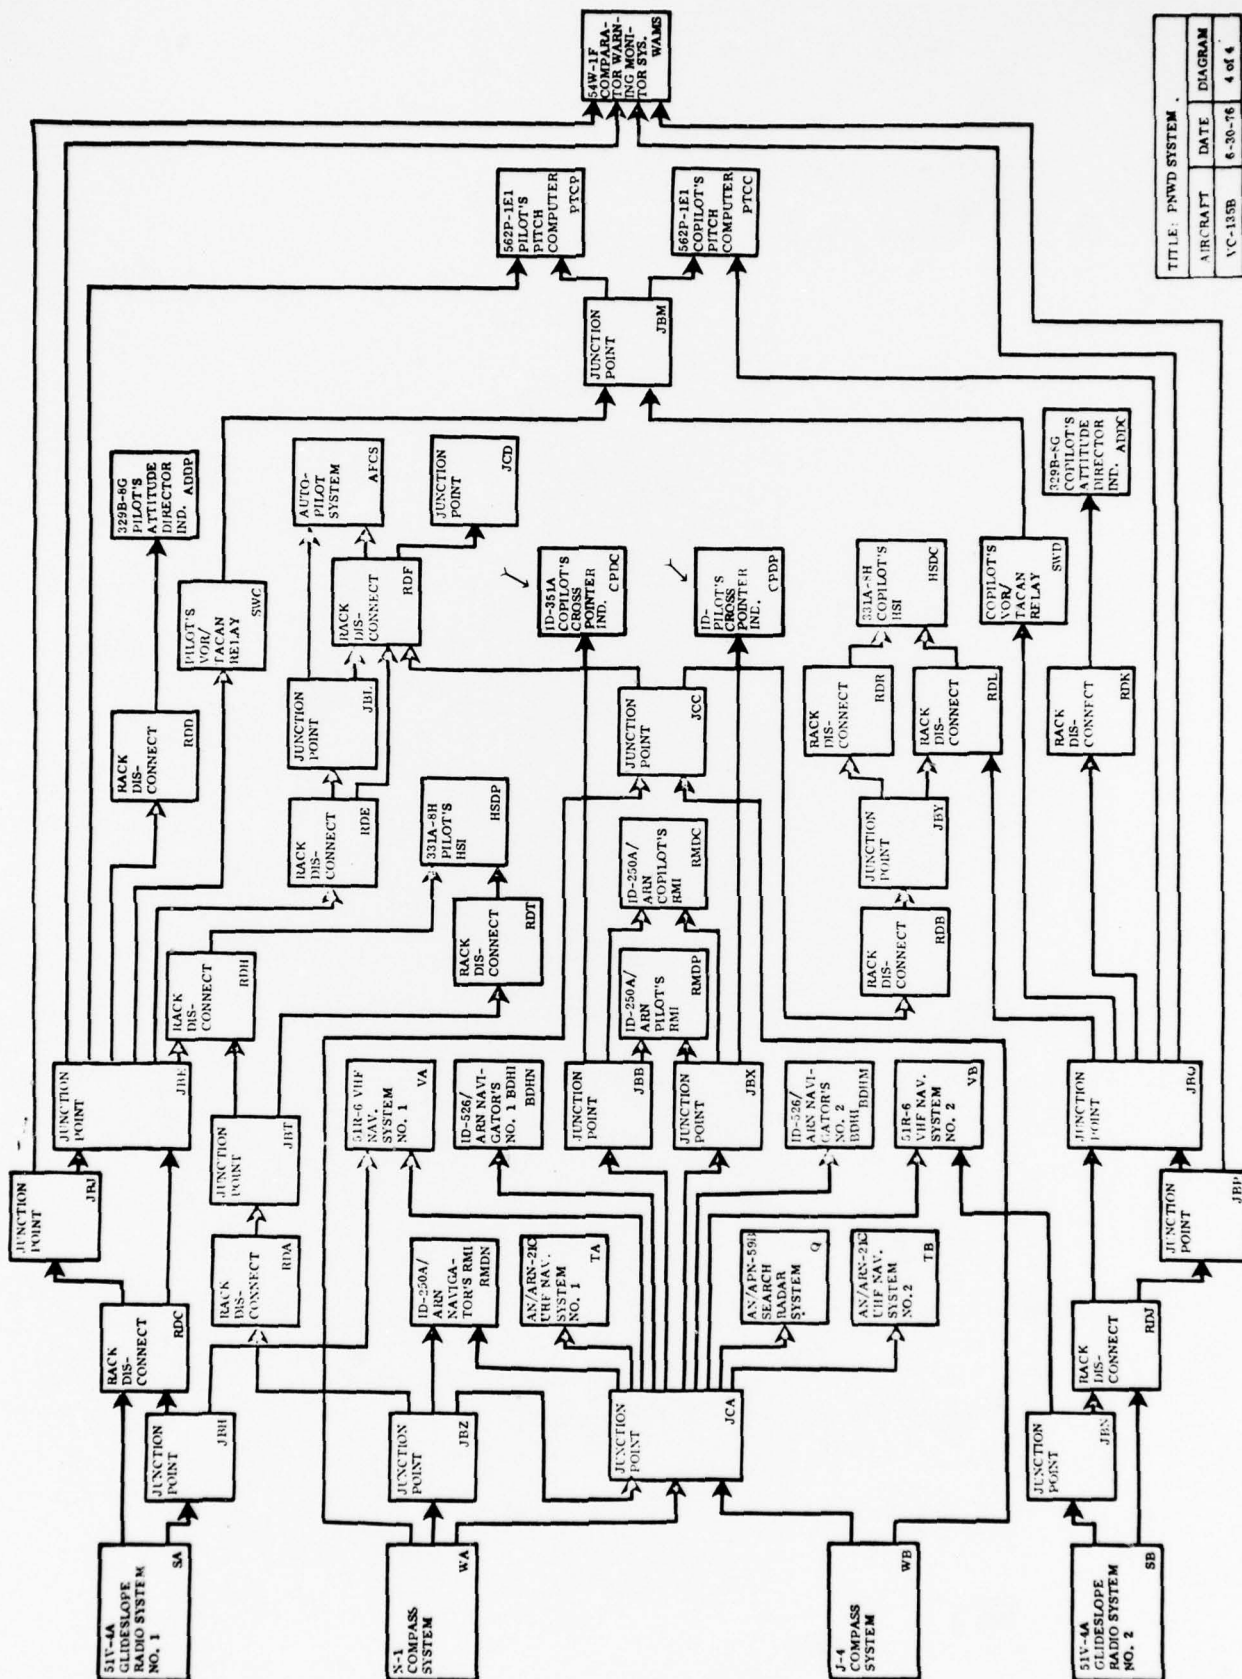 51V-4A
GLIDESLOPE
RADIO SYSTEM
NO. 1
SA
N-1
COMPASS
SYSTEM
WA
J-4
COMPASS
SYSTEM
WB
51V-4A
GLIDESLOPE
RADIO SYSTEM
NO. 2
SB
JUNCTION
POINT
JBH
JUNCTION
POINT
JBZ
JUNCTION
POINT
JCA
JUNCTION
POINT
JBN
RACK
DIS-
CONNECT
RDC
RACK
DIS-
CONNECT
RDA
ID-250A/
ARN
NAVIGA-
TOR'S RMI
RMDN
AN/ARN-21C
UHF NAV.
SYSTEM
NO. 1
TA
AN/APN-59B
SEARCH
RADAR
SYSTEM
Q
AN/ARN-21C
UHF NAV.
SYSTEM
NO.2
TB
RACK
DIS-
CONNECT
RDJ
JUNCTION
POINT
JBJ
JUNCTION
POINT
JBT
JUNCTION
POINT
JBP
JUNCTION
POINT
JBE
51R-6 VHF
NAV.
SYSTEM
NO. 1
VA
ID-526/
ARN NAVI-
GATOR'S
NO. 1 BDHI
BDHN
JUNCTION
POINT
JBB
JUNCTION
POINT
JBX
ID-526/
ARN NAVI-
GATOR'S
NO. 2
BDHI
BDHM
51R-6
VHF NAV.
SYSTEM
NO. 2
VB
JUNCTION
POINT
JBQ
RACK
DIS-
CONNECT
RDH
RACK
DIS-
CONNECT
RDT
ID-250A/
ARN
PILOT'S
RMI
RMDP
RACK
DIS-
CONNECT
RDB
331A-8H
PILOT'S
HSI
HSDP
ID-250A/
ARN
COPILOT'S
RMI
RMDC
JUNCTION
POINT
JBY
RACK
DIS-
CONNECT
RDE
RACK
DIS-
CONNECT
RDD
JUNCTION
POINT
JBL
JUNCTION
POINT
JCC
RACK
DIS-
CONNECT
RDR
RACK
DIS-
CONNECT
RDL
RACK
DIS-
CONNECT
RDK
PILOT'S
VOR/
TACAN
RELAY
SWC
RACK
DIS-
CONNECT
RDF
ID-351A
COPILOT'S
CROSS
POINTER
IND.
CPDC
ID-
PILOT'S
CROSS
POINTER
IND.
CPDP
331A-8H
COPILOT'S
HSI
HSDC
COPILOT'S
VOR/
TACAN
RELAY
SWD
329B-8G
PILOT'S
ATTITUDE
DIRECTOR
IND. ADDP
AUTO-
PILOT
SYSTEM
AFCS
JUNCTION
POINT
JCD
329B-8G
COPILOT'S
ATTITUDE
DIRECTOR
IND. ADDC
JUNCTION
POINT
JBM
562P-1E1
PILOT'S
PITCH
COMPUTER
PTCP
562P-1E1
COPILOT'S
PITCH
COMPUTER
PTCC
54W-1F
COMPARA-
TOR WARN-
ING MONI-
TOR SYS.
WAMS
TITLE: PNWD SYSTEM.
AIRCRAFT DATE DIAGRAM
VC-135B 6-30-76 4 of 4